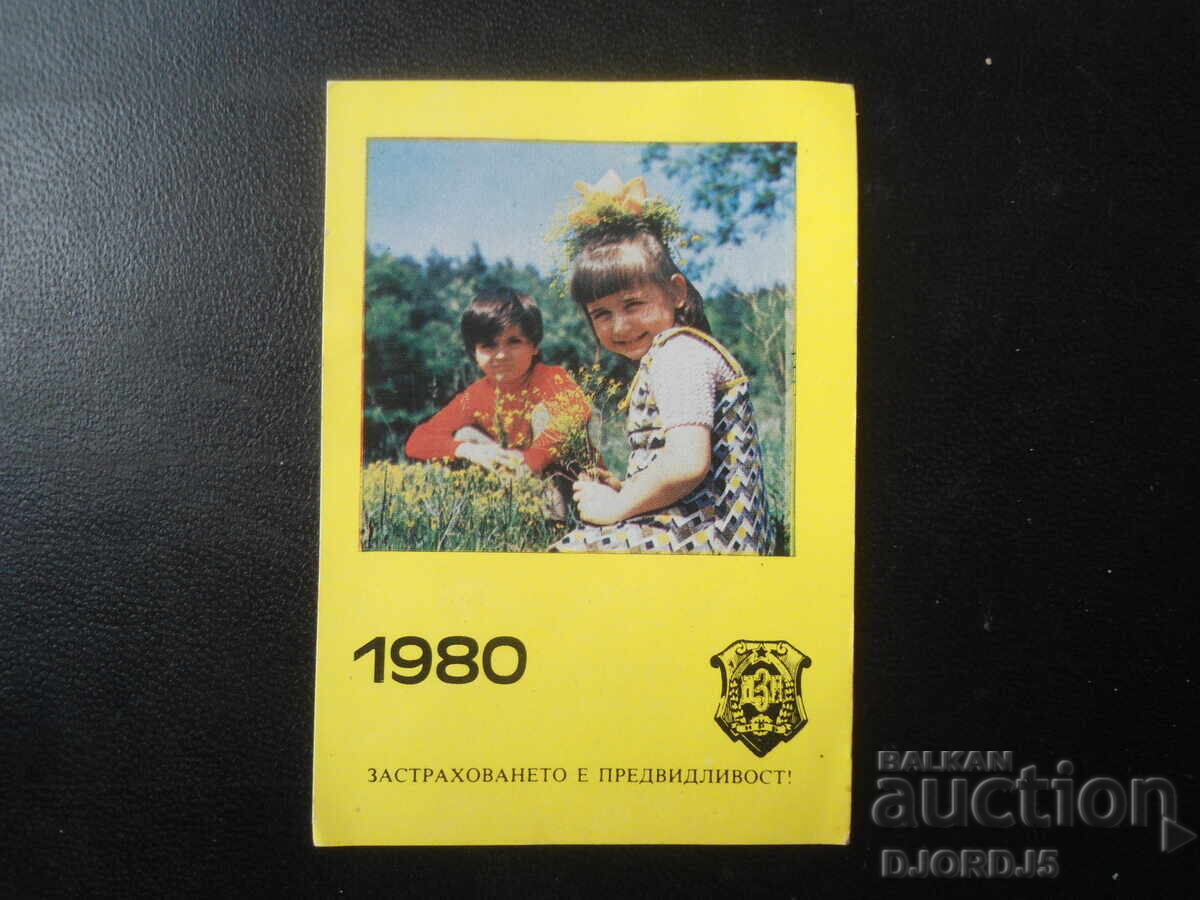 1980
ДЗИ
ЗАСТРАХОВАНЕТО Е ПРЕДВИДЛИВОСТ!
BALKAN
auction
DJORDJ5